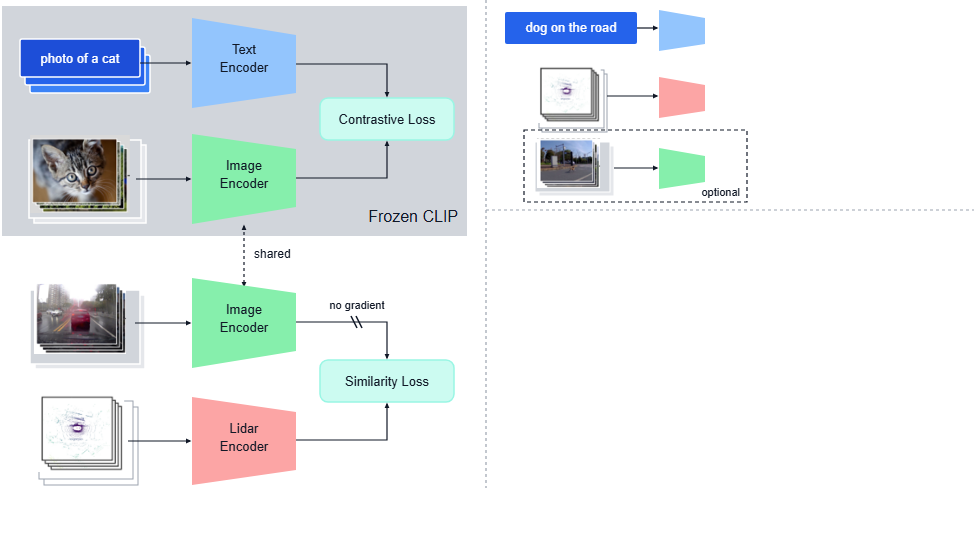 photo of a cat
Text
Encoder
Contrastive Loss
Image
Encoder
Frozen CLIP
shared
Image
Encoder
no gradient
Similarity Loss
Lidar
Encoder
dog on the road
optional